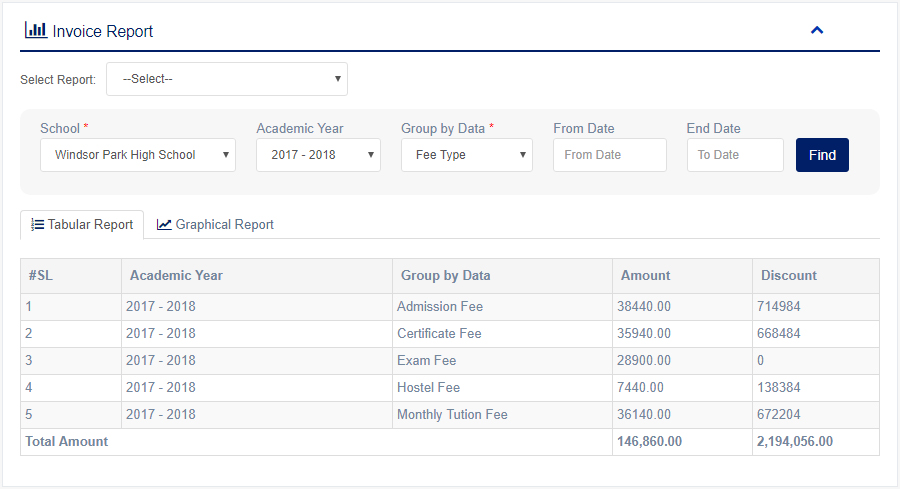 Invoice Report
Select Report: --Select--
School * Academic Year Group by Data * From Date End Date
Windsor Park High School 2017 - 2018 Fee Type From Date To Date Find
Tabular Report Graphical Report
#SL Academic Year Group by Data Amount Discount
1 2017 - 2018 Admission Fee 38440.00 714984
2 2017 - 2018 Certificate Fee 35940.00 668484
3 2017 - 2018 Exam Fee 28900.00 0
4 2017 - 2018 Hostel Fee 7440.00 138384
5 2017 - 2018 Monthly Tution Fee 36140.00 672204
Total Amount 146,860.00 2,194,056.00